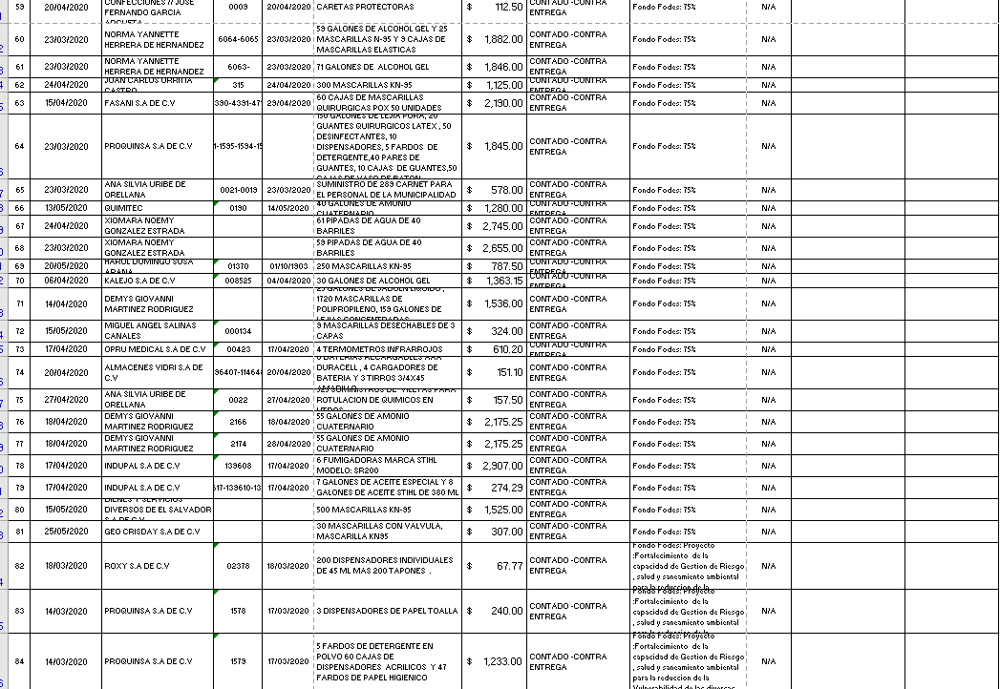 59 20/04/2020 CONFECCIONES // JOSE FERNANDO GARCIA 0009 20/04/2020 CARETAS PROTECTORAS $ 112.50 CONTADO -CONTRA ENTREGA Fondo Fodes: 75% N/A
60 23/03/2020 NORMA YANNETTE HERRERA DE HERNANDEZ 6064-6065 23/03/2020 59 GALONES DE ALCOHOL GEL Y 25 MASCARILLAS N-95 Y 9 CAJAS DE MASCARILLAS ELASTICAS $ 1,882.00 CONTADO -CONTRA ENTREGA Fondo Fodes: 75% N/A
61 23/03/2020 NORMA YANNETTE HERRERA DE HERNANDEZ 6063- 23/03/2020 71 GALONES DE ALCOHOL GEL $ 1,846.00 CONTADO -CONTRA ENTREGA Fondo Fodes: 75% N/A
62 24/04/2020 JUAN CARLOS CASTRO 315 24/04/2020 300 MASCARILLAS KN-95 $ 1,125.00 CONTADO -CONTRA ENTREGA Fondo Fodes: 75% N/A
63 15/04/2020 FASANI S.A DE C.V 390-4391-47 29/04/2020 60 CAJAS DE MASCARILLAS QUIRURGICAS POX 50 UNIDADES $ 2,190.00 CONTADO -CONTRA ENTREGA Fondo Fodes: 75% N/A
64 23/03/2020 PROQUINSA S.A DE C.V 1-1595-1594-15 150 GALONES DE LEJIA PURA, 20 GUANTES QUIRURGICOS LATEX , 50 DESINFECTANTES, 10 DISPENSADORES, 5 FARDOS DE DETERGENTE,40 PARES DE GUANTES, 10 CAJAS DE GUANTES,50 CAJAS DE VASO DE RATON $ 1,845.00 CONTADO -CONTRA ENTREGA Fondo Fodes: 75% N/A
65 23/03/2020 ANA SILVIA URIBE DE ORELLANA 0021-0019 23/03/2020 SUMINISTRO DE 289 CARNET PARA EL PERSONAL DE LA MUNICIPALIDAD $ 578.00 CONTADO -CONTRA ENTREGA Fondo Fodes: 75% N/A
66 13/05/2020 QUIMITEC 0190 14/05/2020 40 GALONES DE AMONIO CUATERNARIO $ 1,280.00 CONTADO -CONTRA ENTREGA Fondo Fodes: 75% N/A
67 24/04/2020 XIOMARA NOEMY GONZALEZ ESTRADA 61 PIPADAS DE AGUA DE 40 BARRILES $ 2,745.00 CONTADO -CONTRA ENTREGA Fondo Fodes: 75% N/A
68 23/03/2020 XIOMARA NOEMY GONZALEZ ESTRADA 59 PIPADAS DE AGUA DE 40 BARRILES $ 2,655.00 CONTADO -CONTRA ENTREGA Fondo Fodes: 75% N/A
69 20/05/2020 DOMINGO SOSA ARANA 01370 01/10/1903 250 MASCARILLAS KN-95 $ 787.50 CONTADO -CONTRA ENTREGA Fondo Fodes: 75% N/A
70 06/04/2020 KALEJO S.A DE C.V 008525 04/04/2020 30 GALONES DE ALCOHOL GEL $ 1,363.15 CONTADO -CONTRA ENTREGA Fondo Fodes: 75% N/A
71 14/04/2020 DEMYS GIOVANNI MARTINEZ RODRIGUEZ 25 GALONES DE JABON LIQUIDO , 1720 MASCARILLAS DE POLIPROPILENO, 159 GALONES DE LEJIAS CONCENTRADAS $ 1,536.00 CONTADO -CONTRA ENTREGA Fondo Fodes: 75% N/A
72 15/05/2020 MIGUEL ANGEL SALINAS CANALES 000134 9 MASCARILLAS DESECHABLES DE 3 CAPAS $ 324.00 CONTADO -CONTRA ENTREGA Fondo Fodes: 75% N/A
73 17/04/2020 OPRU MEDICAL S.A DE C.V 00423 17/04/2020 4 TERMOMETROS INFRARROJOS $ 610.20 CONTADO -CONTRA ENTREGA Fondo Fodes: 75% N/A
74 20/04/2020 ALMACENES VIDRI S.A DE C.V 96407-11464 20/04/2020 BATERIAS RECARGABLES AAA DURACELL , 4 CARGADORES DE BATERIA Y 3 TIRROS 3/4X45 AMARILLO $ 151.10 CONTADO -CONTRA ENTREGA Fondo Fodes: 75% N/A
75 27/04/2020 ANA SILVIA URIBE DE ORELLANA 0022 27/04/2020 DE VIÑETAS PARA ROTULACION DE QUIMICOS EN LITROS $ 157.50 CONTADO -CONTRA ENTREGA Fondo Fodes: 75% N/A
76 18/04/2020 DEMYS GIOVANNI MARTINEZ RODRIGUEZ 2166 18/04/2020 55 GALONES DE AMONIO CUATERNARIO $ 2,175.25 CONTADO -CONTRA ENTREGA Fondo Fodes: 75% N/A
77 18/04/2020 DEMYS GIOVANNI MARTINEZ RODRIGUEZ 2174 28/04/2020 55 GALONES DE AMONIO CUATERNARIO $ 2,175.25 CONTADO -CONTRA ENTREGA Fondo Fodes: 75% N/A
78 17/04/2020 INDUPAL S.A DE C.V 139608 17/04/2020 6 FUMIGADORAS MARCA STIHL MODELO: SR200 $ 2,907.00 CONTADO -CONTRA ENTREGA Fondo Fodes: 75% N/A
79 17/04/2020 INDUPAL S.A DE C.V 617-139610-13 17/04/2020 7 GALONES DE ACEITE ESPECIAL Y 8 GALONES DE ACEITE STIHL DE 380 ML $ 274.29 CONTADO -CONTRA ENTREGA Fondo Fodes: 75% N/A
80 15/05/2020 BIENES Y SERVICIOS DIVERSOS DE EL SALVADOR S.A DE C.V 500 MASCARILLAS KN-95 $ 1,525.00 CONTADO -CONTRA ENTREGA Fondo Fodes: 75% N/A
81 25/05/2020 GEO CRISDAY S.A DE C.V 30 MASCARILLAS CON VALVULA, MASCARILLA KN95 $ 307.00 CONTADO -CONTRA ENTREGA Fondo Fodes: 75% N/A
82 18/03/2020 ROXY S.A DE C.V 02378 18/03/2020 200 DISPENSADORES INDIVIDUALES DE 45 ML MAS 200 TAPONES . $ 67.77 CONTADO -CONTRA ENTREGA Fondo Fodes: Proyecto :Fortalecimiento de la capacidad de Gestion de Riesgo , salud y saneamiento ambiental para la reduccion de la N/A
83 14/03/2020 PROQUINSA S.A DE C.V 1578 17/03/2020 3 DISPENSADORES DE PAPEL TOALLA $ 240.00 CONTADO -CONTRA ENTREGA Fondo Fodes: Proyecto :Fortalecimiento de la capacidad de Gestion de Riesgo , salud y saneamiento ambiental para la reduccion de la N/A
84 14/03/2020 PROQUINSA S.A DE C.V 1579 17/03/2020 5 FARDOS DE DETERGENTE EN POLVO 60 CAJAS DE DISPENSADORES ACRILICOS Y 47 FARDOS DE PAPEL HIGIENICO $ 1,233.00 CONTADO -CONTRA ENTREGA Fondo Fodes: Proyecto :Fortalecimiento de la capacidad de Gestion de Riesgo , salud y saneamiento ambiental para la reduccion de la Vulnerabilidad de las diversas N/A